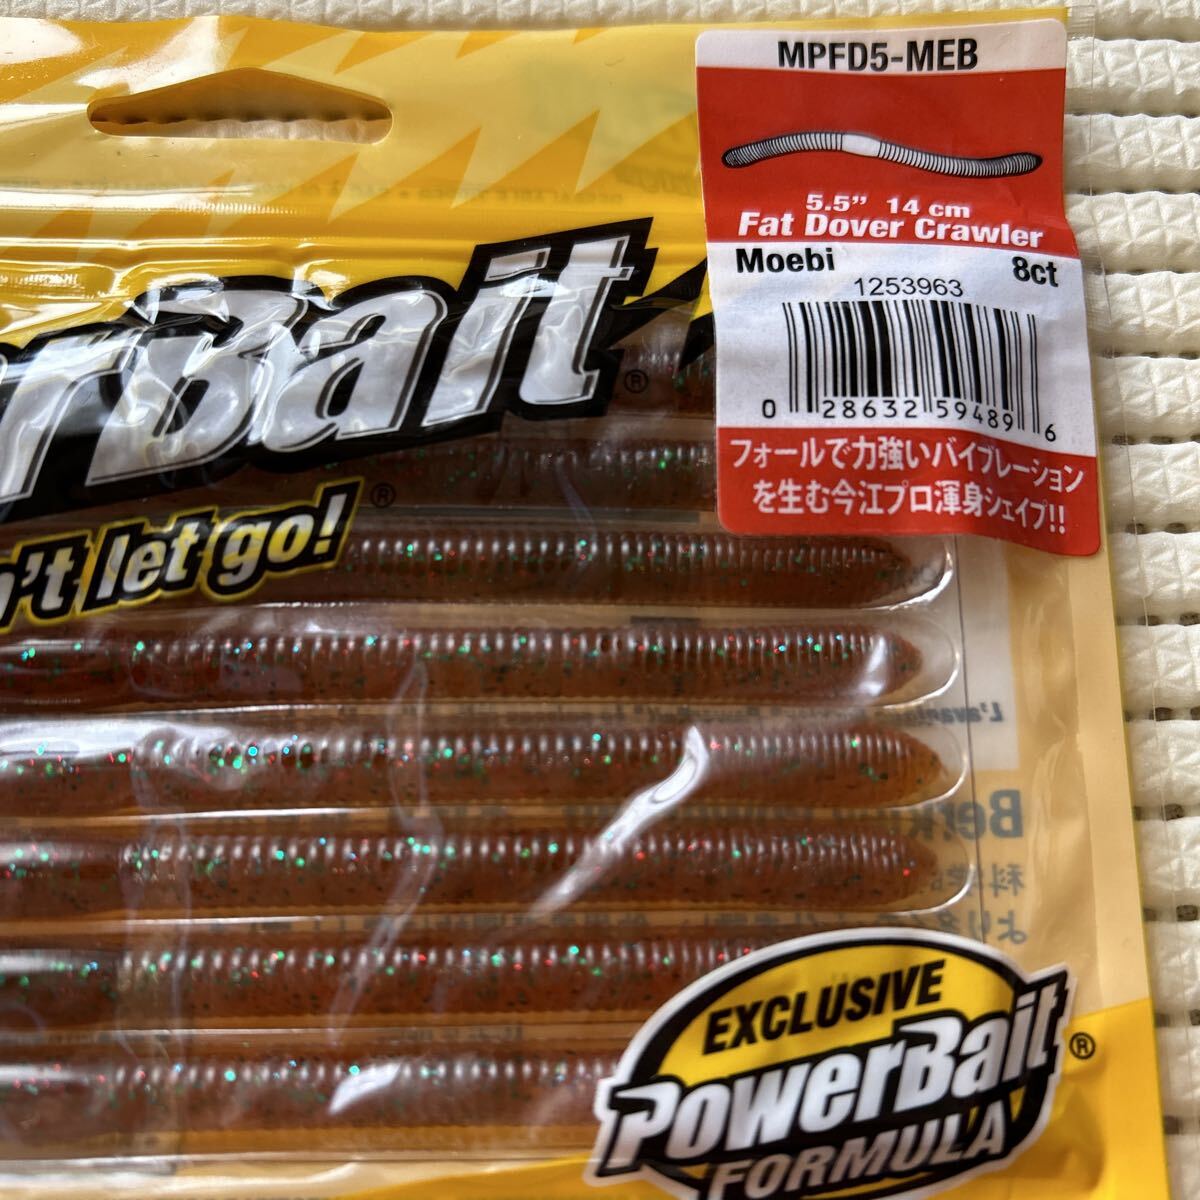 MPFD5-MEB
5.5" 14 cm
Fat Dover Crawler
Moebi 8ct
1253963
0 28632 59489 6
フォールで力強いバイブレーション
を生む今江プロ渾身シェイプ!!
rBait®
n't let go!®
EXCLUSIVE
PowerBait®
FORMULA